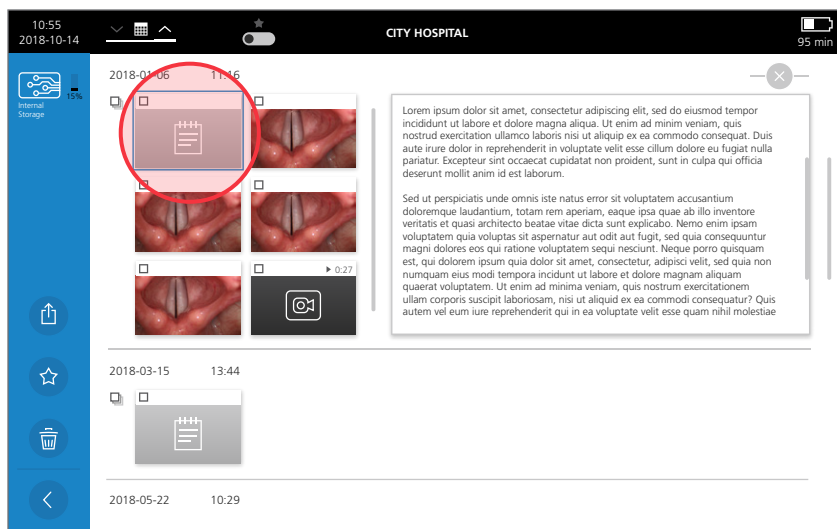 10:55
2018-10-14
CITY HOSPITAL
95 min
Internal
Storage
15%
2018-01-06 11:16
0:27
Lorem ipsum dolor sit amet, consectetur adipiscing elit, sed do eiusmod tempor
incididunt ut labore et dolore magna aliqua. Ut enim ad minim veniam, quis
nostrud exercitation ullamco laboris nisi ut aliquip ex ea commodo consequat. Duis
aute irure dolor in reprehenderit in voluptate velit esse cillum dolore eu fugiat nulla
pariatur. Excepteur sint occaecat cupidatat non proident, sunt in culpa qui officia
deserunt mollit anim id est laborum.
Sed ut perspiciatis unde omnis iste natus error sit voluptatem accusantium
doloremque laudantium, totam rem aperiam, eaque ipsa quae ab illo inventore
veritatis et quasi architecto beatae vitae dicta sunt explicabo. Nemo enim ipsam
voluptatem quia voluptas sit aspernatur aut odit aut fugit, sed quia consequuntur
magni dolores eos qui ratione voluptatem sequi nesciunt. Neque porro quisquam
est, qui dolorem ipsum quia dolor sit amet, consectetur, adipisci velit, sed quia non
numquam eius modi tempora incidunt ut labore et dolore magnam aliquam
quaerat voluptatem. Ut enim ad minima veniam, quis nostrum exercitationem
ullam corporis suscipit laboriosam, nisi ut aliquid ex ea commodi consequatur? Quis
autem vel eum iure reprehenderit qui in ea voluptate velit esse quam nihil molestiae
2018-03-15 13:44
2018-05-22 10:29